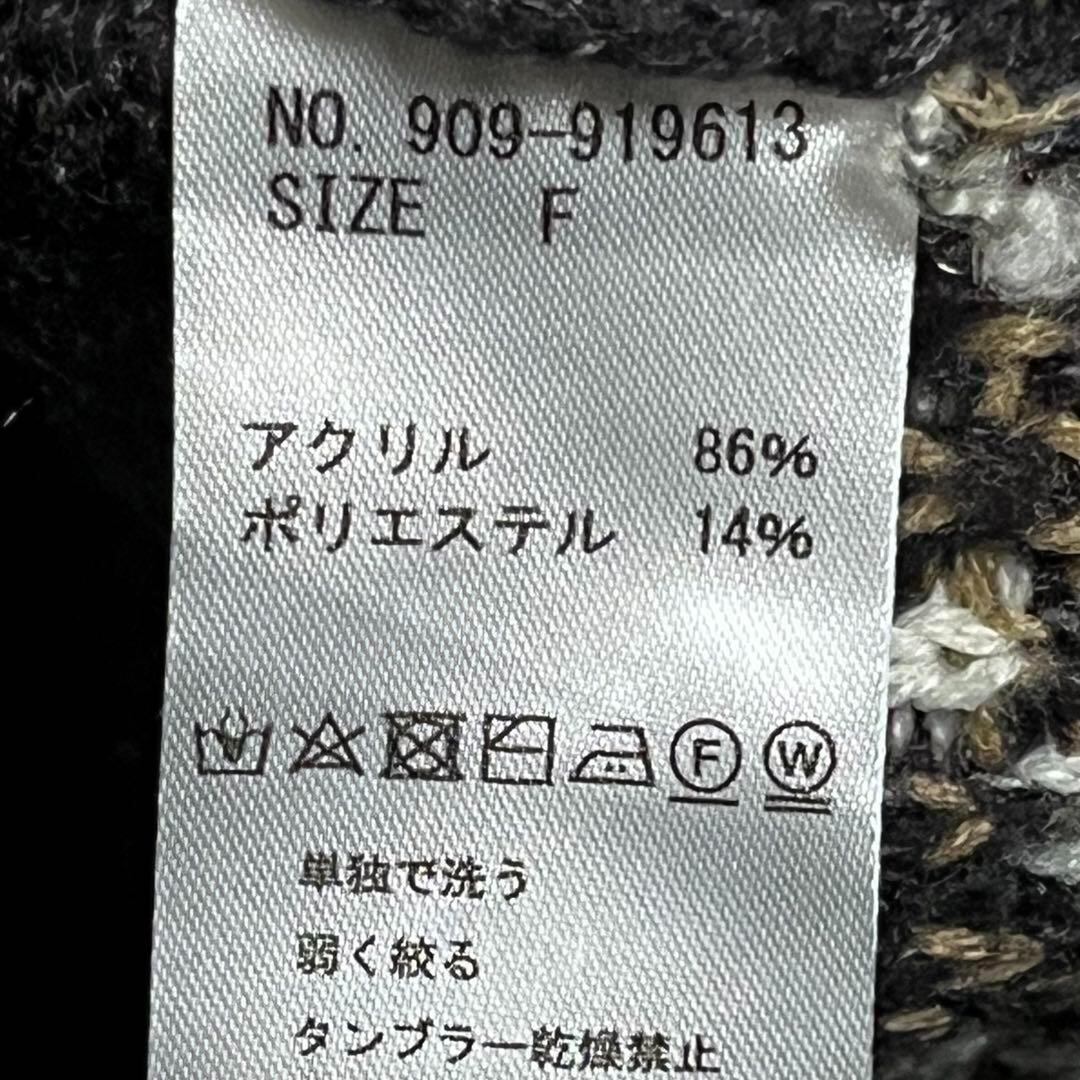 NO. 909-919613
SIZE F
アクリル 86%
ポリエステル 14%
F W
単独で洗う
弱く絞る
タンブラー乾燥禁止